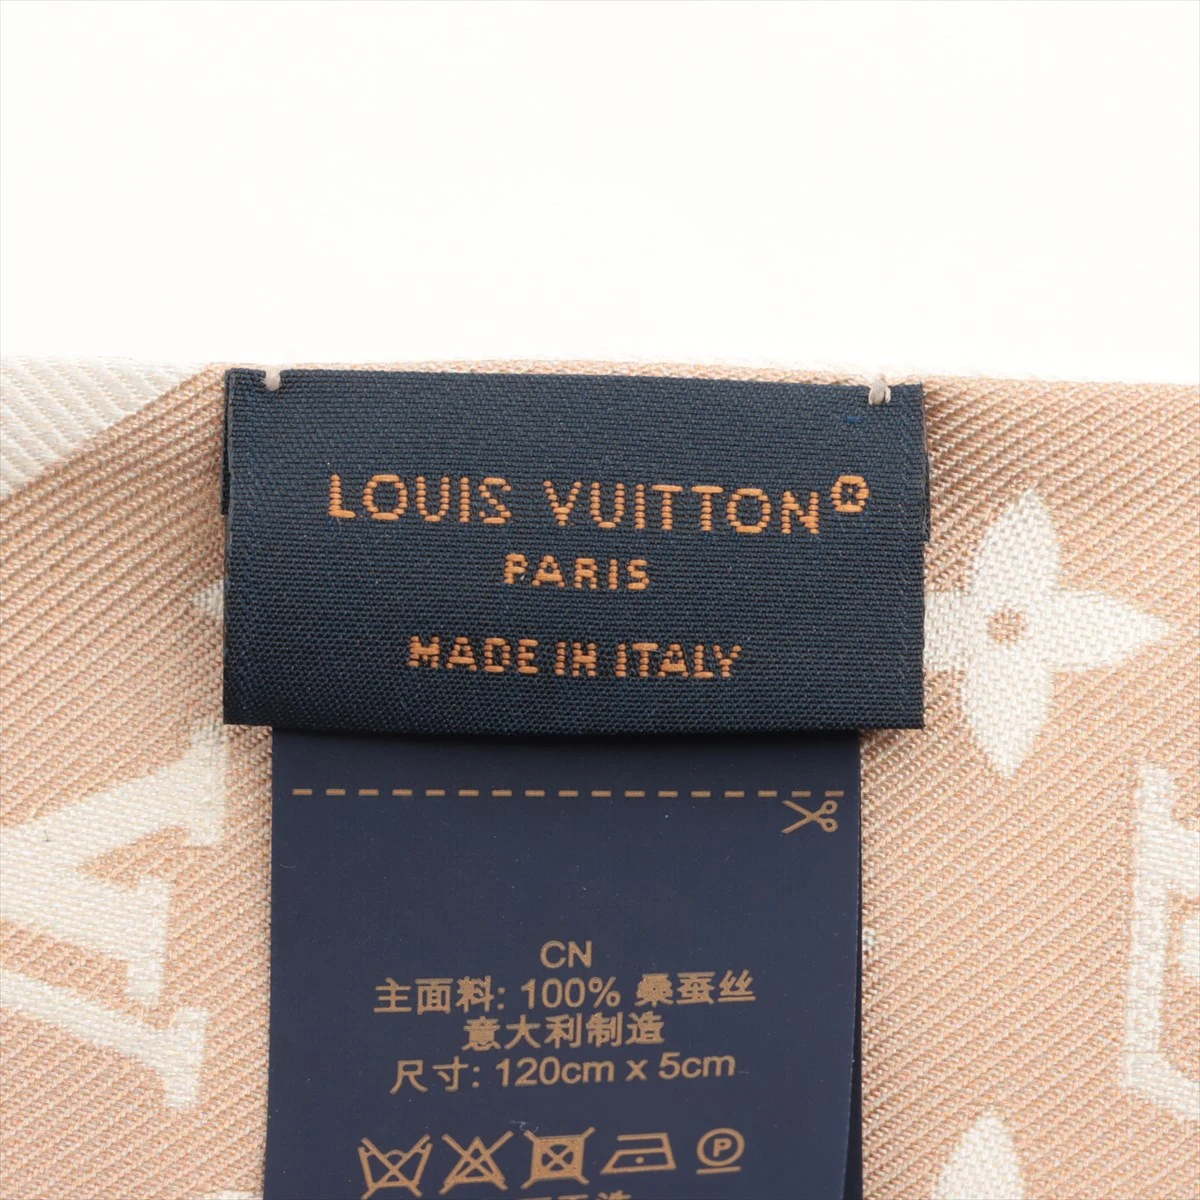 LOUIS VUITTON®
PARIS
MADE IN ITALY
CN
主面料: 100% 桑蚕丝
意大利制造
尺寸: 120cm x 5cm
P